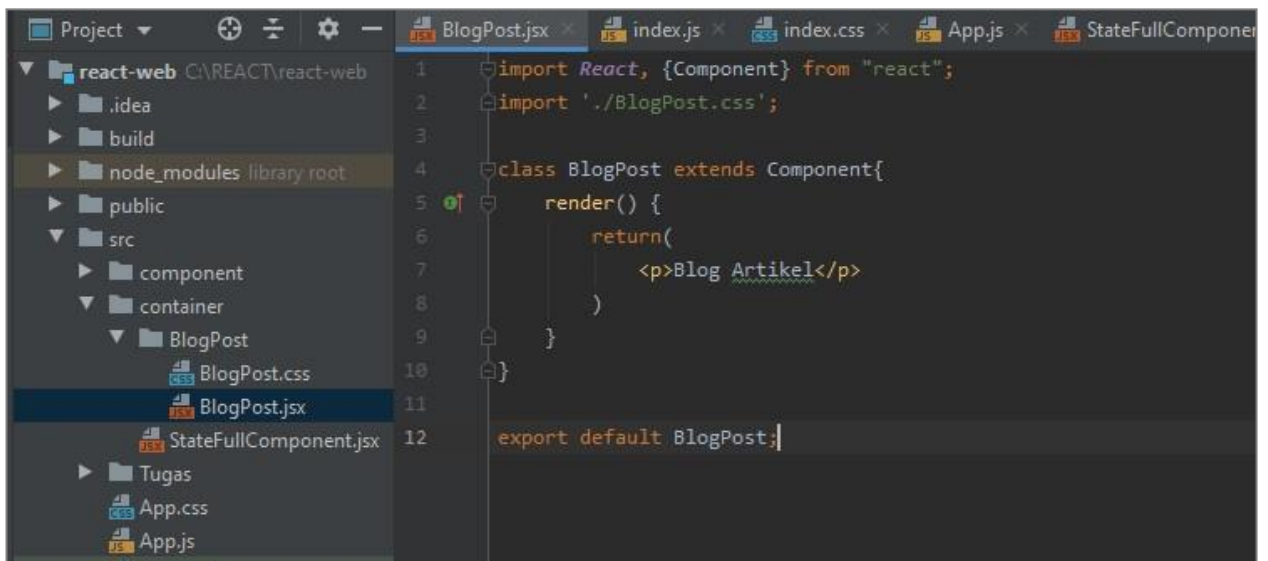 Project
BlogPost.jsx
index.js
index.css
App.js
react-web C:\REACT\react-web
.idea
build
node_modules library root
public
src
component
container
BlogPost
BlogPost.css
BlogPost.jsx
StateFullComponent.jsx
Tugas
App.css
App.js
1 import React, {Component} from "react";
2 import './BlogPost.css';
3
4 class BlogPost extends Component{
5 render() {
6 return(
7 <p>Blog Artikel</p>
8 )
9 }
10 }
11
12 export default BlogPost;